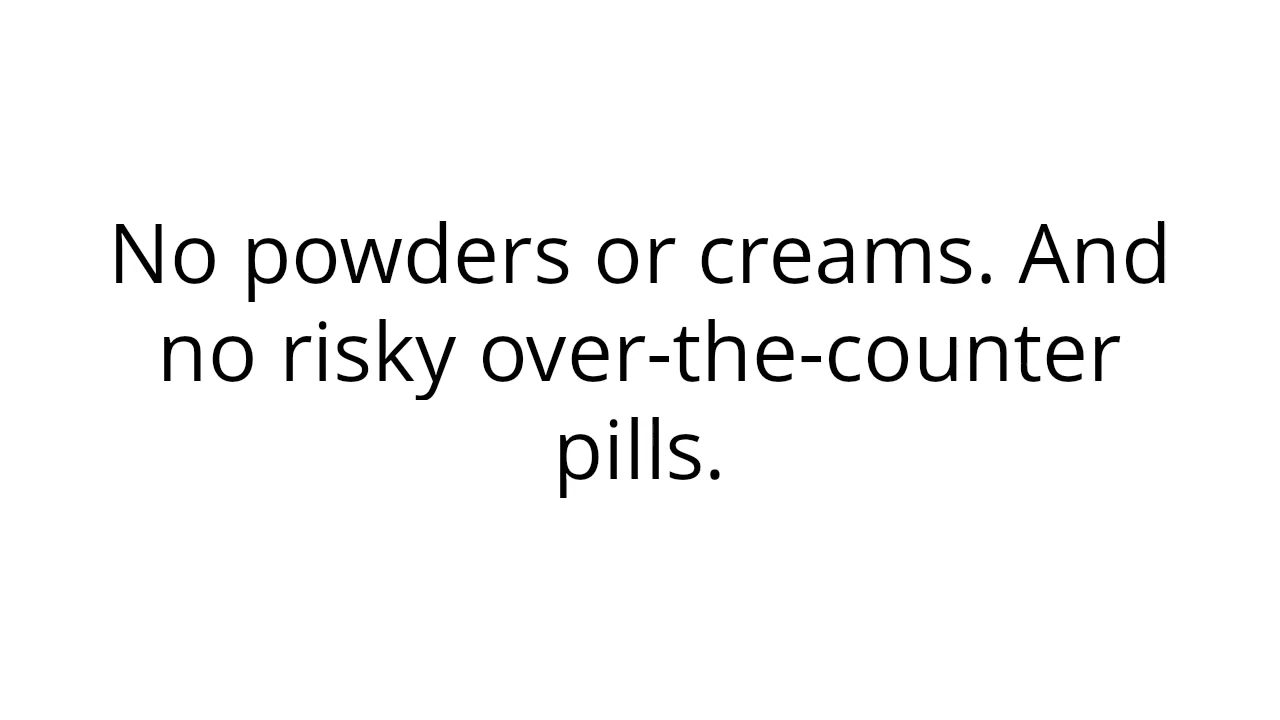 No powders or creams. And
no risky over-the-counter
pills.